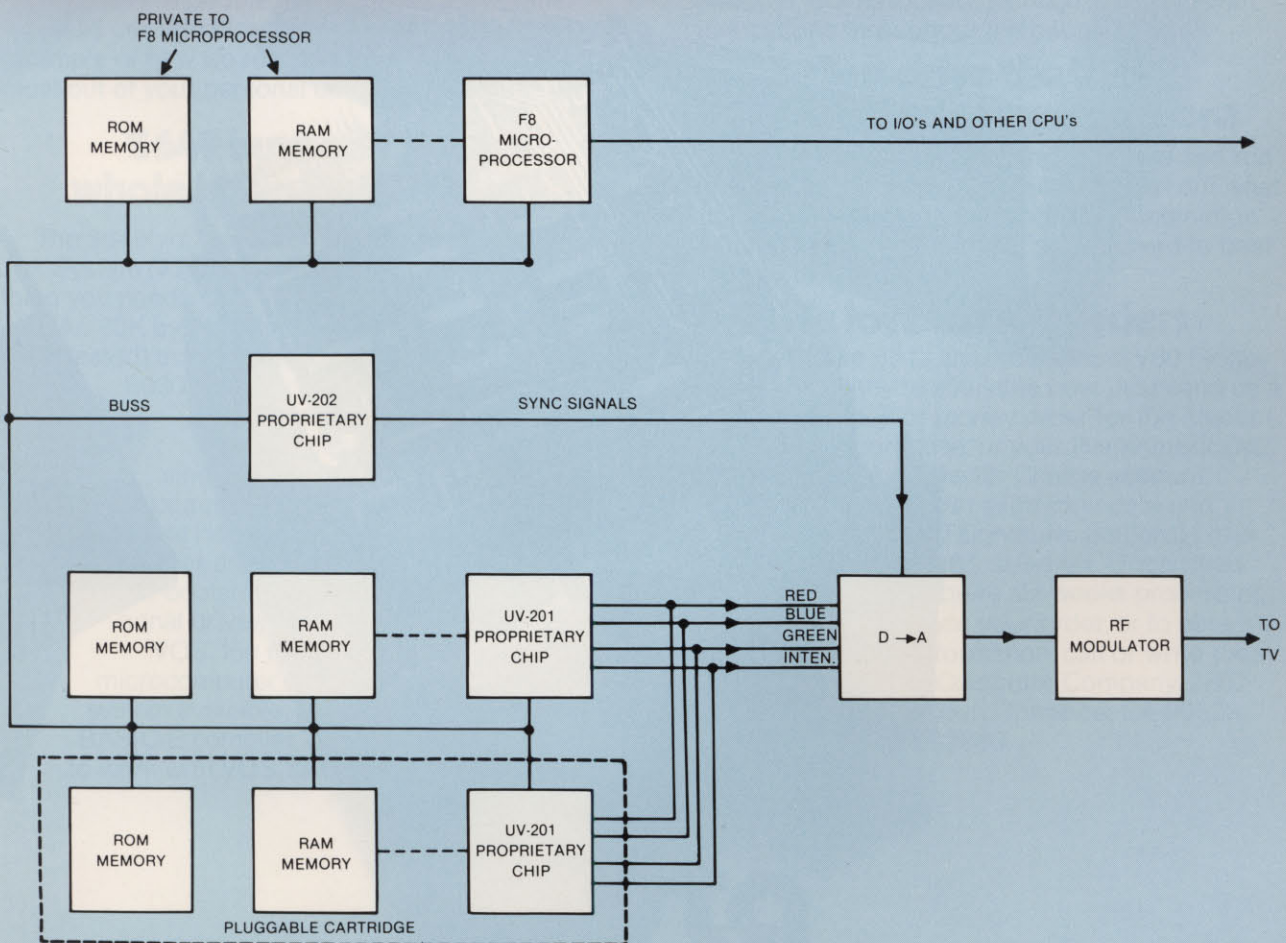 PRIVATE TO
F8 MICROPROCESSOR
ROM
MEMORY
RAM
MEMORY
F8
MICRO-
PROCESSOR
TO I/O's AND OTHER CPU's
BUSS
UV-202
PROPRIETARY
CHIP
SYNC SIGNALS
ROM
MEMORY
RAM
MEMORY
UV-201
PROPRIETARY
CHIP
RED
BLUE
GREEN
INTEN.
D → A
RF
MODULATOR
TO
TV
ROM
MEMORY
RAM
MEMORY
UV-201
PROPRIETARY
CHIP
PLUGGABLE CARTRIDGE